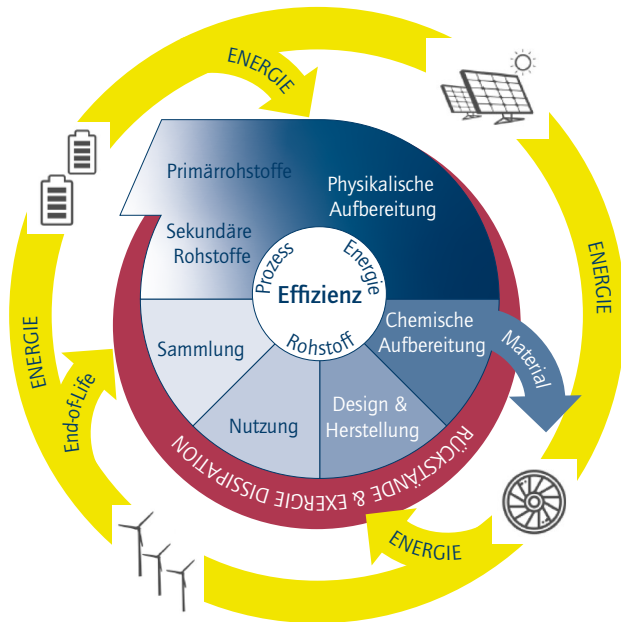 ENERGIE
Primärrohstoffe
Physikalische
Aufbereitung
Sekundäre
Rohstoffe
Prozess
Energie
Effizienz
Rohstoff
ENERGIE
ENERGIE
Chemische
Aufbereitung
Material
Sammlung
End-of-Life
Design &
Herstellung
Nutzung
RÜCKSTÄNDE & EXERGIE DISSIPATION
ENERGIE